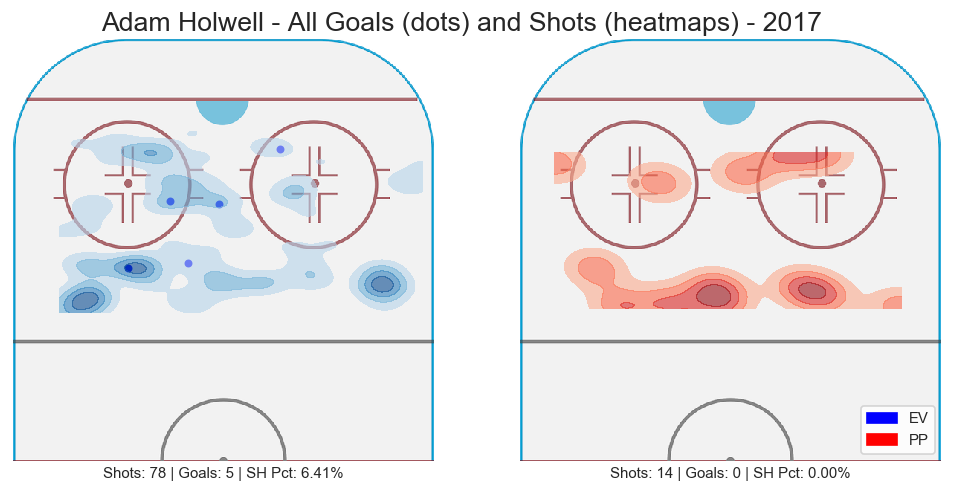 Adam Holwell - All Goals (dots) and Shots (heatmaps) - 2017
EV
PP
Shots: 78 | Goals: 5 | SH Pct: 6.41%
Shots: 14 | Goals: 0 | SH Pct: 0.00%